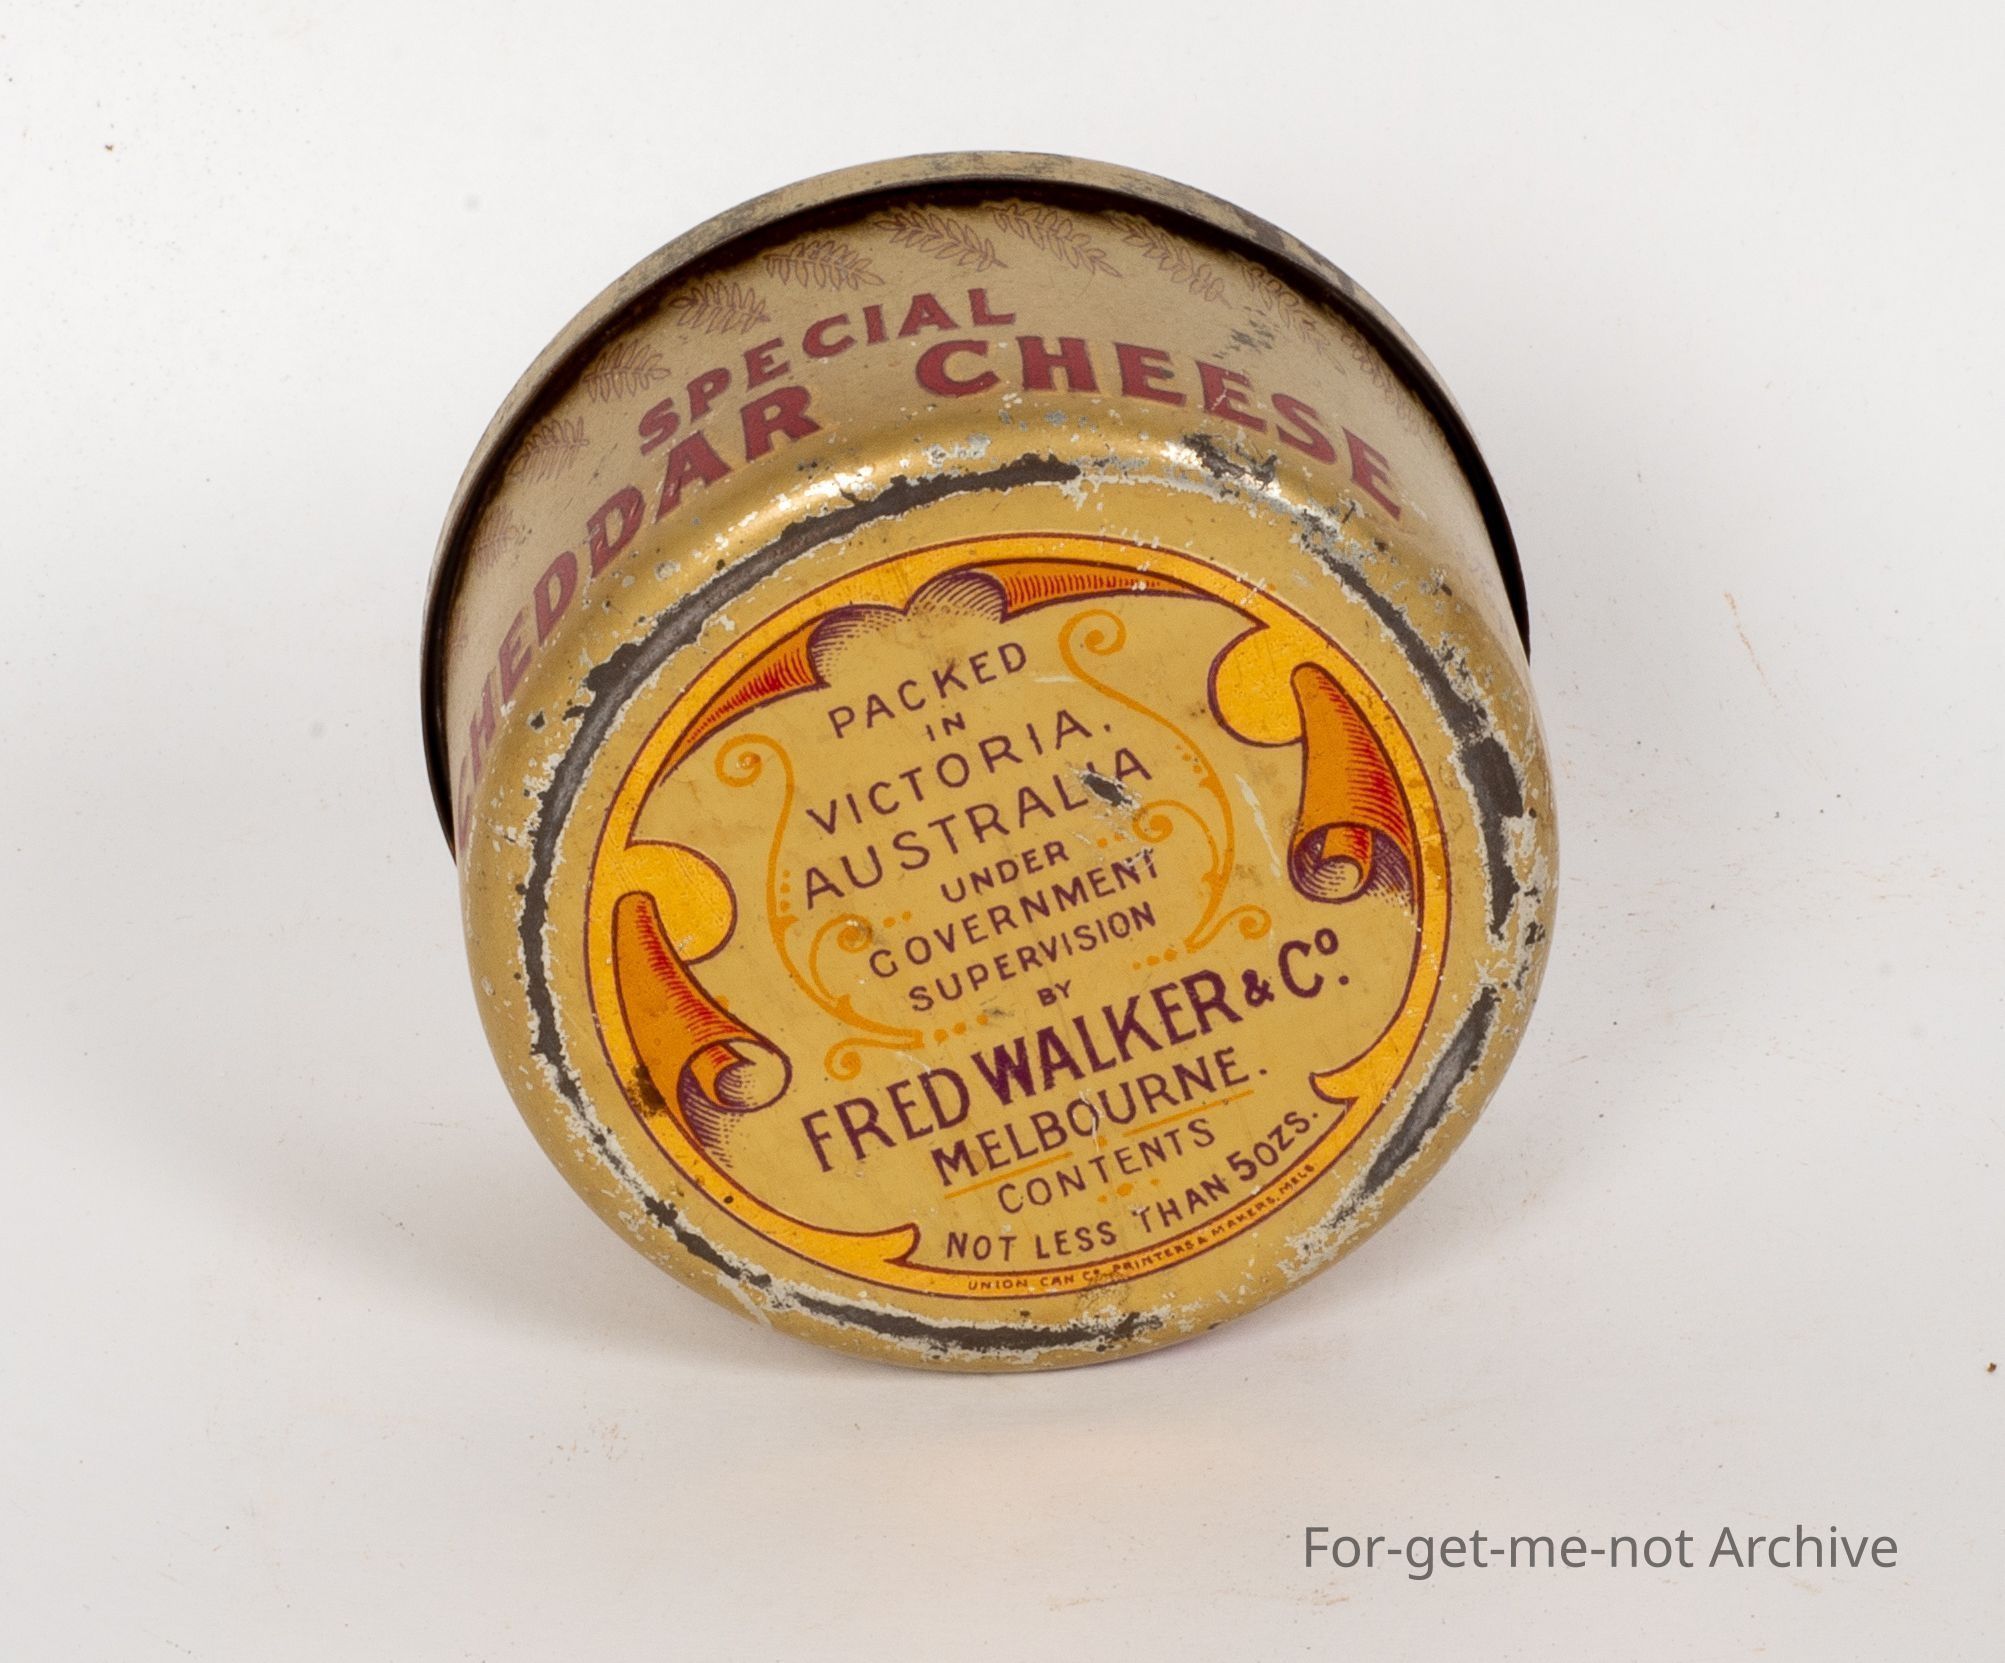 SPECIAL
CHEDDAR CHEESE
PACKED
IN
VICTORIA.
AUSTRALIA
UNDER
GOVERNMENT
SUPERVISION
BY
FRED WALKER & Cº.
MELBOURNE.
CONTENTS
NOT LESS THAN 5OZS.
UNION CAN Cº. PRINTERS & MAKERS, MELB
For-get-me-not Archive